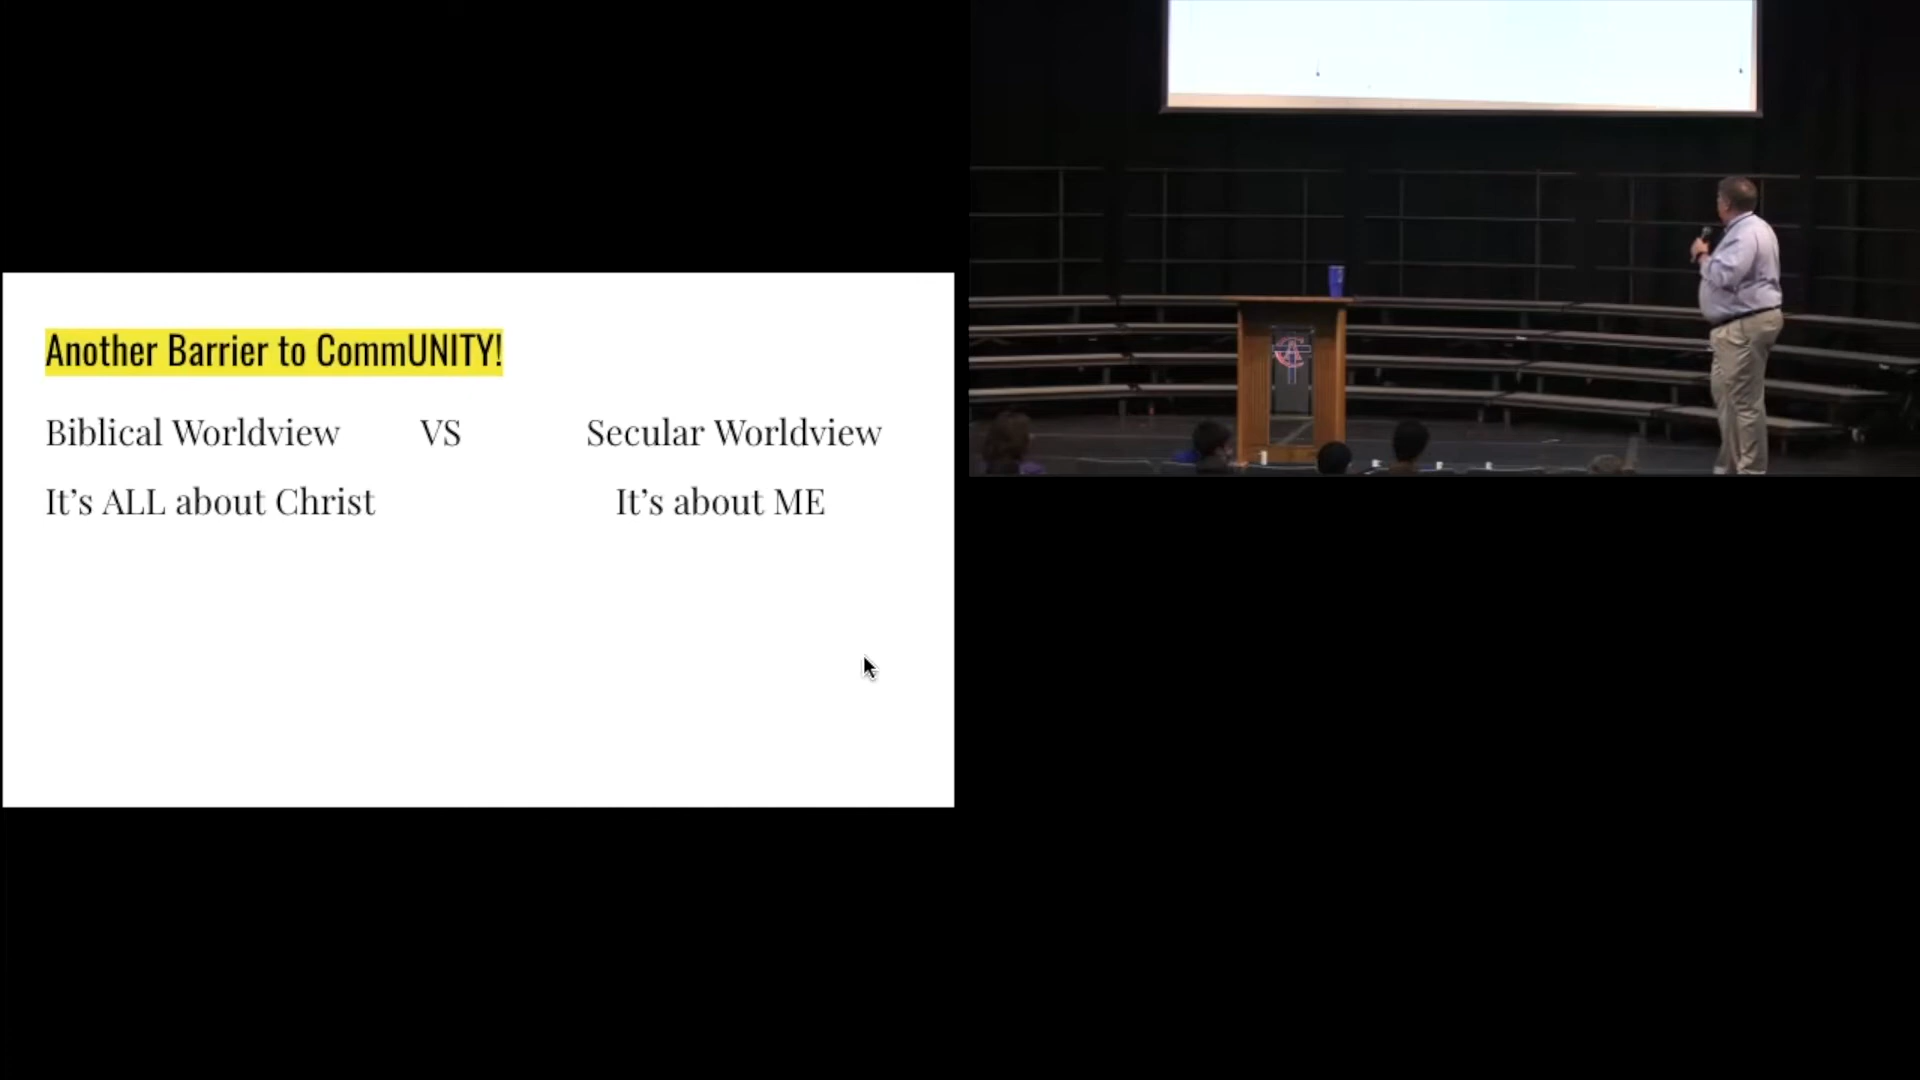 Another Barrier to CommUNITY!
Biblical Worldview VS Secular Worldview
It’s ALL about Christ It’s about ME